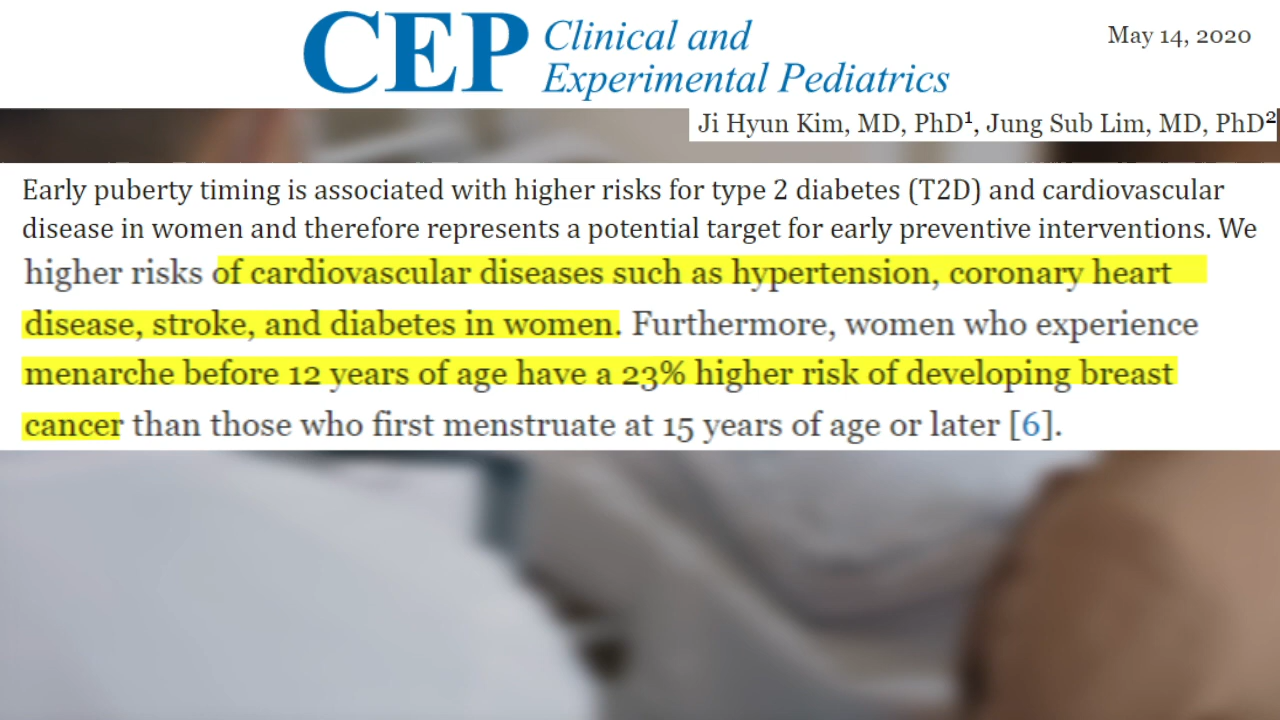 CEP
Clinical and
Experimental Pediatrics
May 14, 2020
Ji Hyun Kim, MD, PhD¹, Jung Sub Lim, MD, PhD²
Early puberty timing is associated with higher risks for type 2 diabetes (T2D) and cardiovascular
disease in women and therefore represents a potential target for early preventive interventions. We
higher risks of cardiovascular diseases such as hypertension, coronary heart
disease, stroke, and diabetes in women. Furthermore, women who experience
menarche before 12 years of age have a 23% higher risk of developing breast
cancer than those who first menstruate at 15 years of age or later [6].